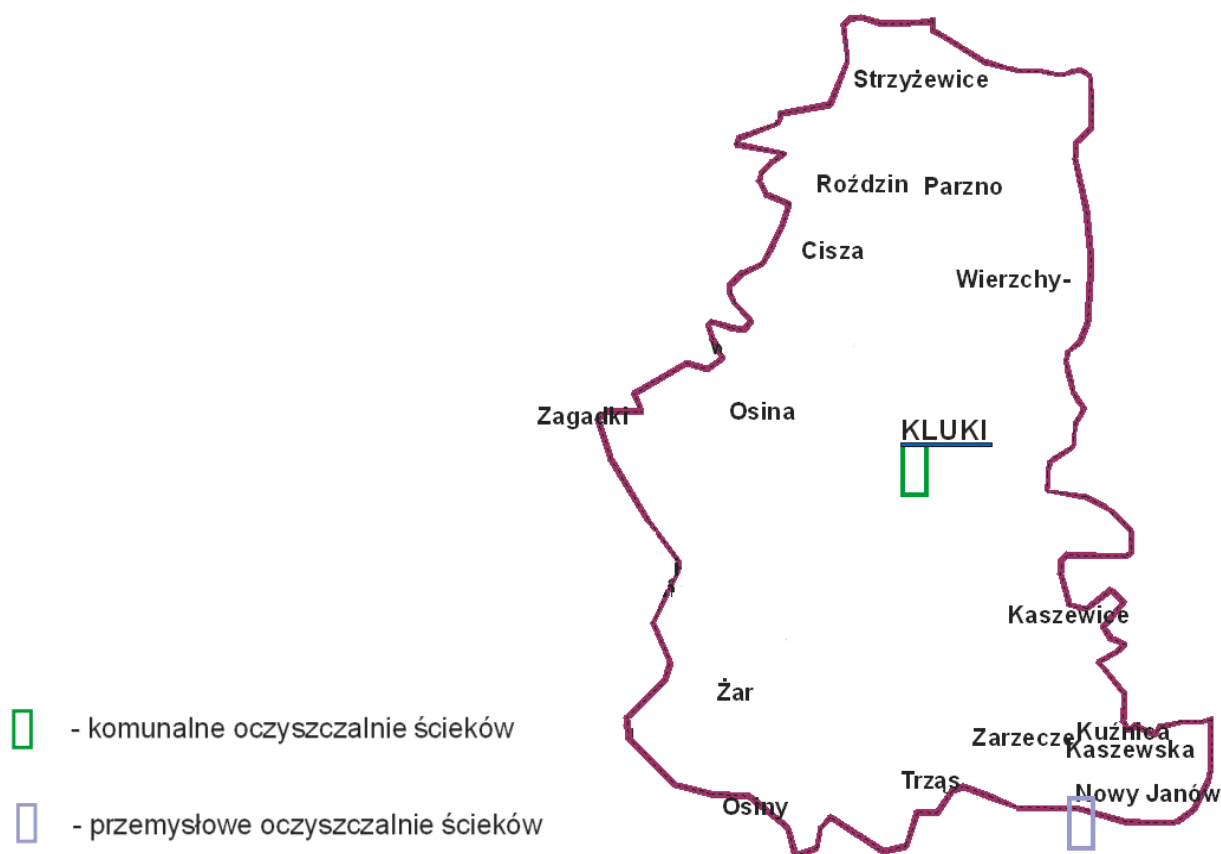 Strzyżewice
Roździn Parzno
Cisza
Wierzchy-
Zagadki
Osina
KLUKI
Kaszewice
Żar
- komunalne oczyszczalnie ścieków
Zarzecze
Kuźnica
Kaszewska
Trząs
Nowy Janów
Osiny
- przemysłowe oczyszczalnie ścieków